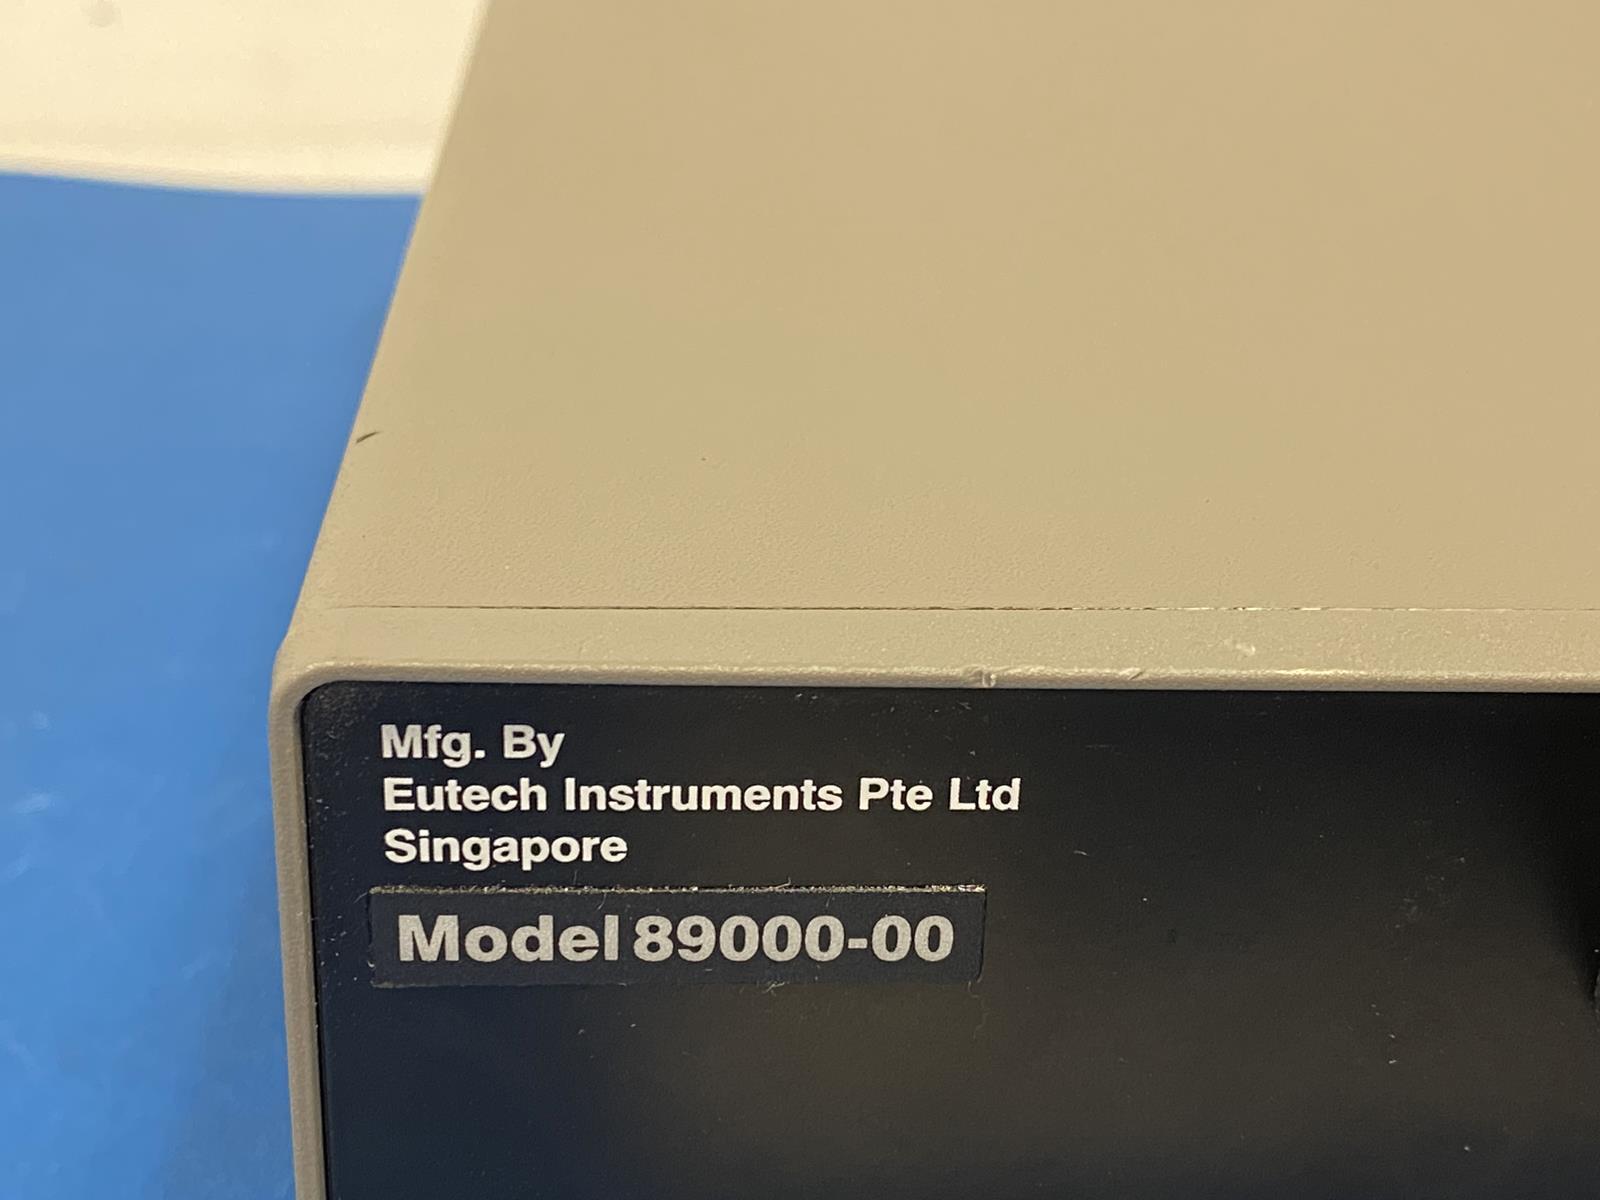 Mfg. By
Eutech Instruments Pte Ltd
Singapore
Model 89000-00